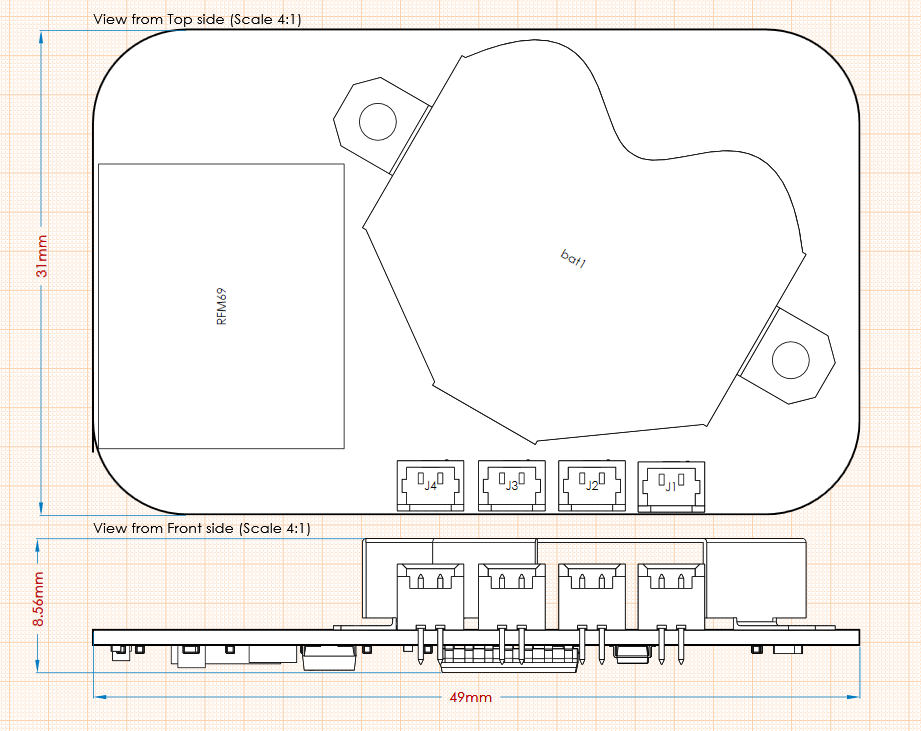 View from Top side (Scale 4:1)
31mm
RFM69
bat1
J4
J3
J2
J1
View from Front side (Scale 4:1)
8.56mm
49mm